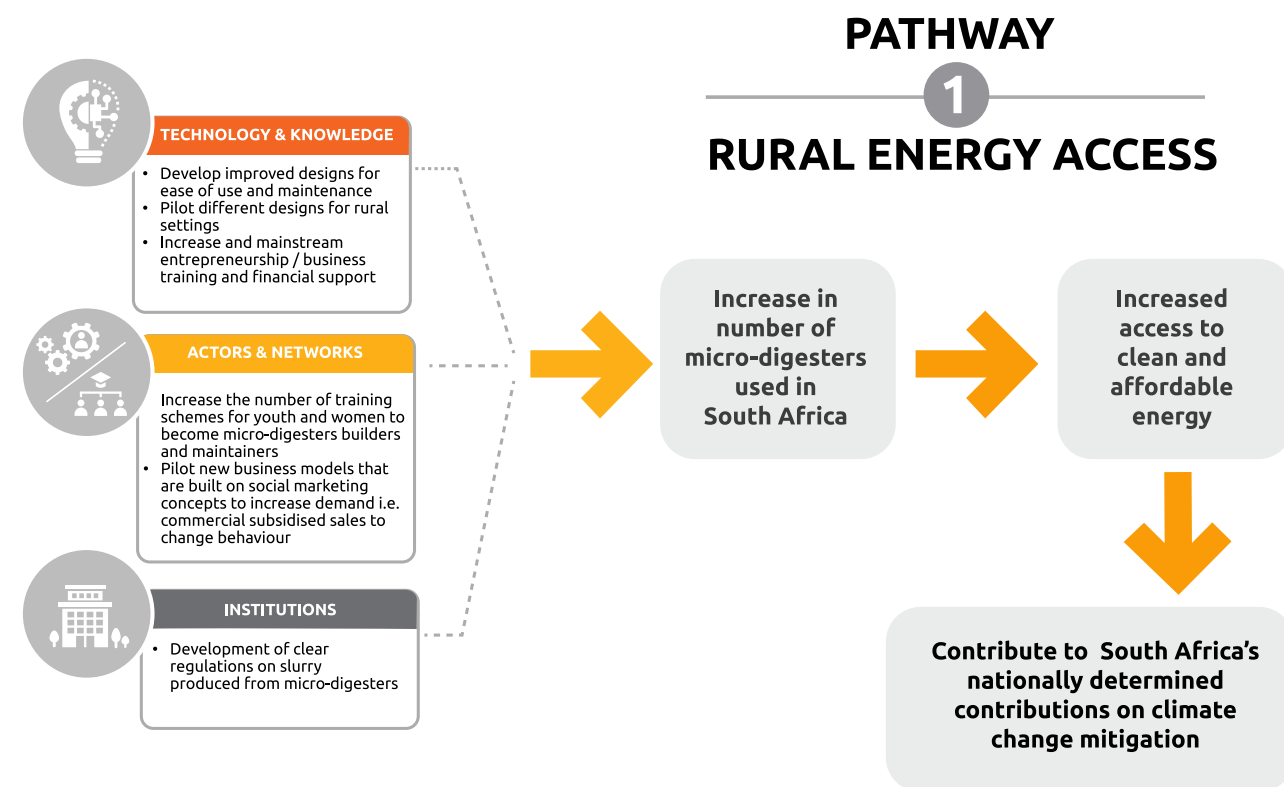 PATHWAY
1
RURAL ENERGY ACCESS
TECHNOLOGY & KNOWLEDGE
• Develop improved designs for
ease of use and maintenance
• Pilot different designs for rural
settings
• Increase and mainstream
entrepreneurship / business
training and financial support
ACTORS & NETWORKS
Increase the number of training
schemes for youth and women to
become micro-digesters builders
and maintainers
• Pilot new business models that
are built on social marketing
concepts to increase demand i.e.
commercial subsidised sales to
change behaviour
INSTITUTIONS
• Development of clear
regulations on slurry
produced from micro-digesters
Increase in
number of
micro-digesters
used in
South Africa
Increased
access to
clean and
affordable
energy
Contribute to South Africa's
nationally determined
contributions on climate
change mitigation